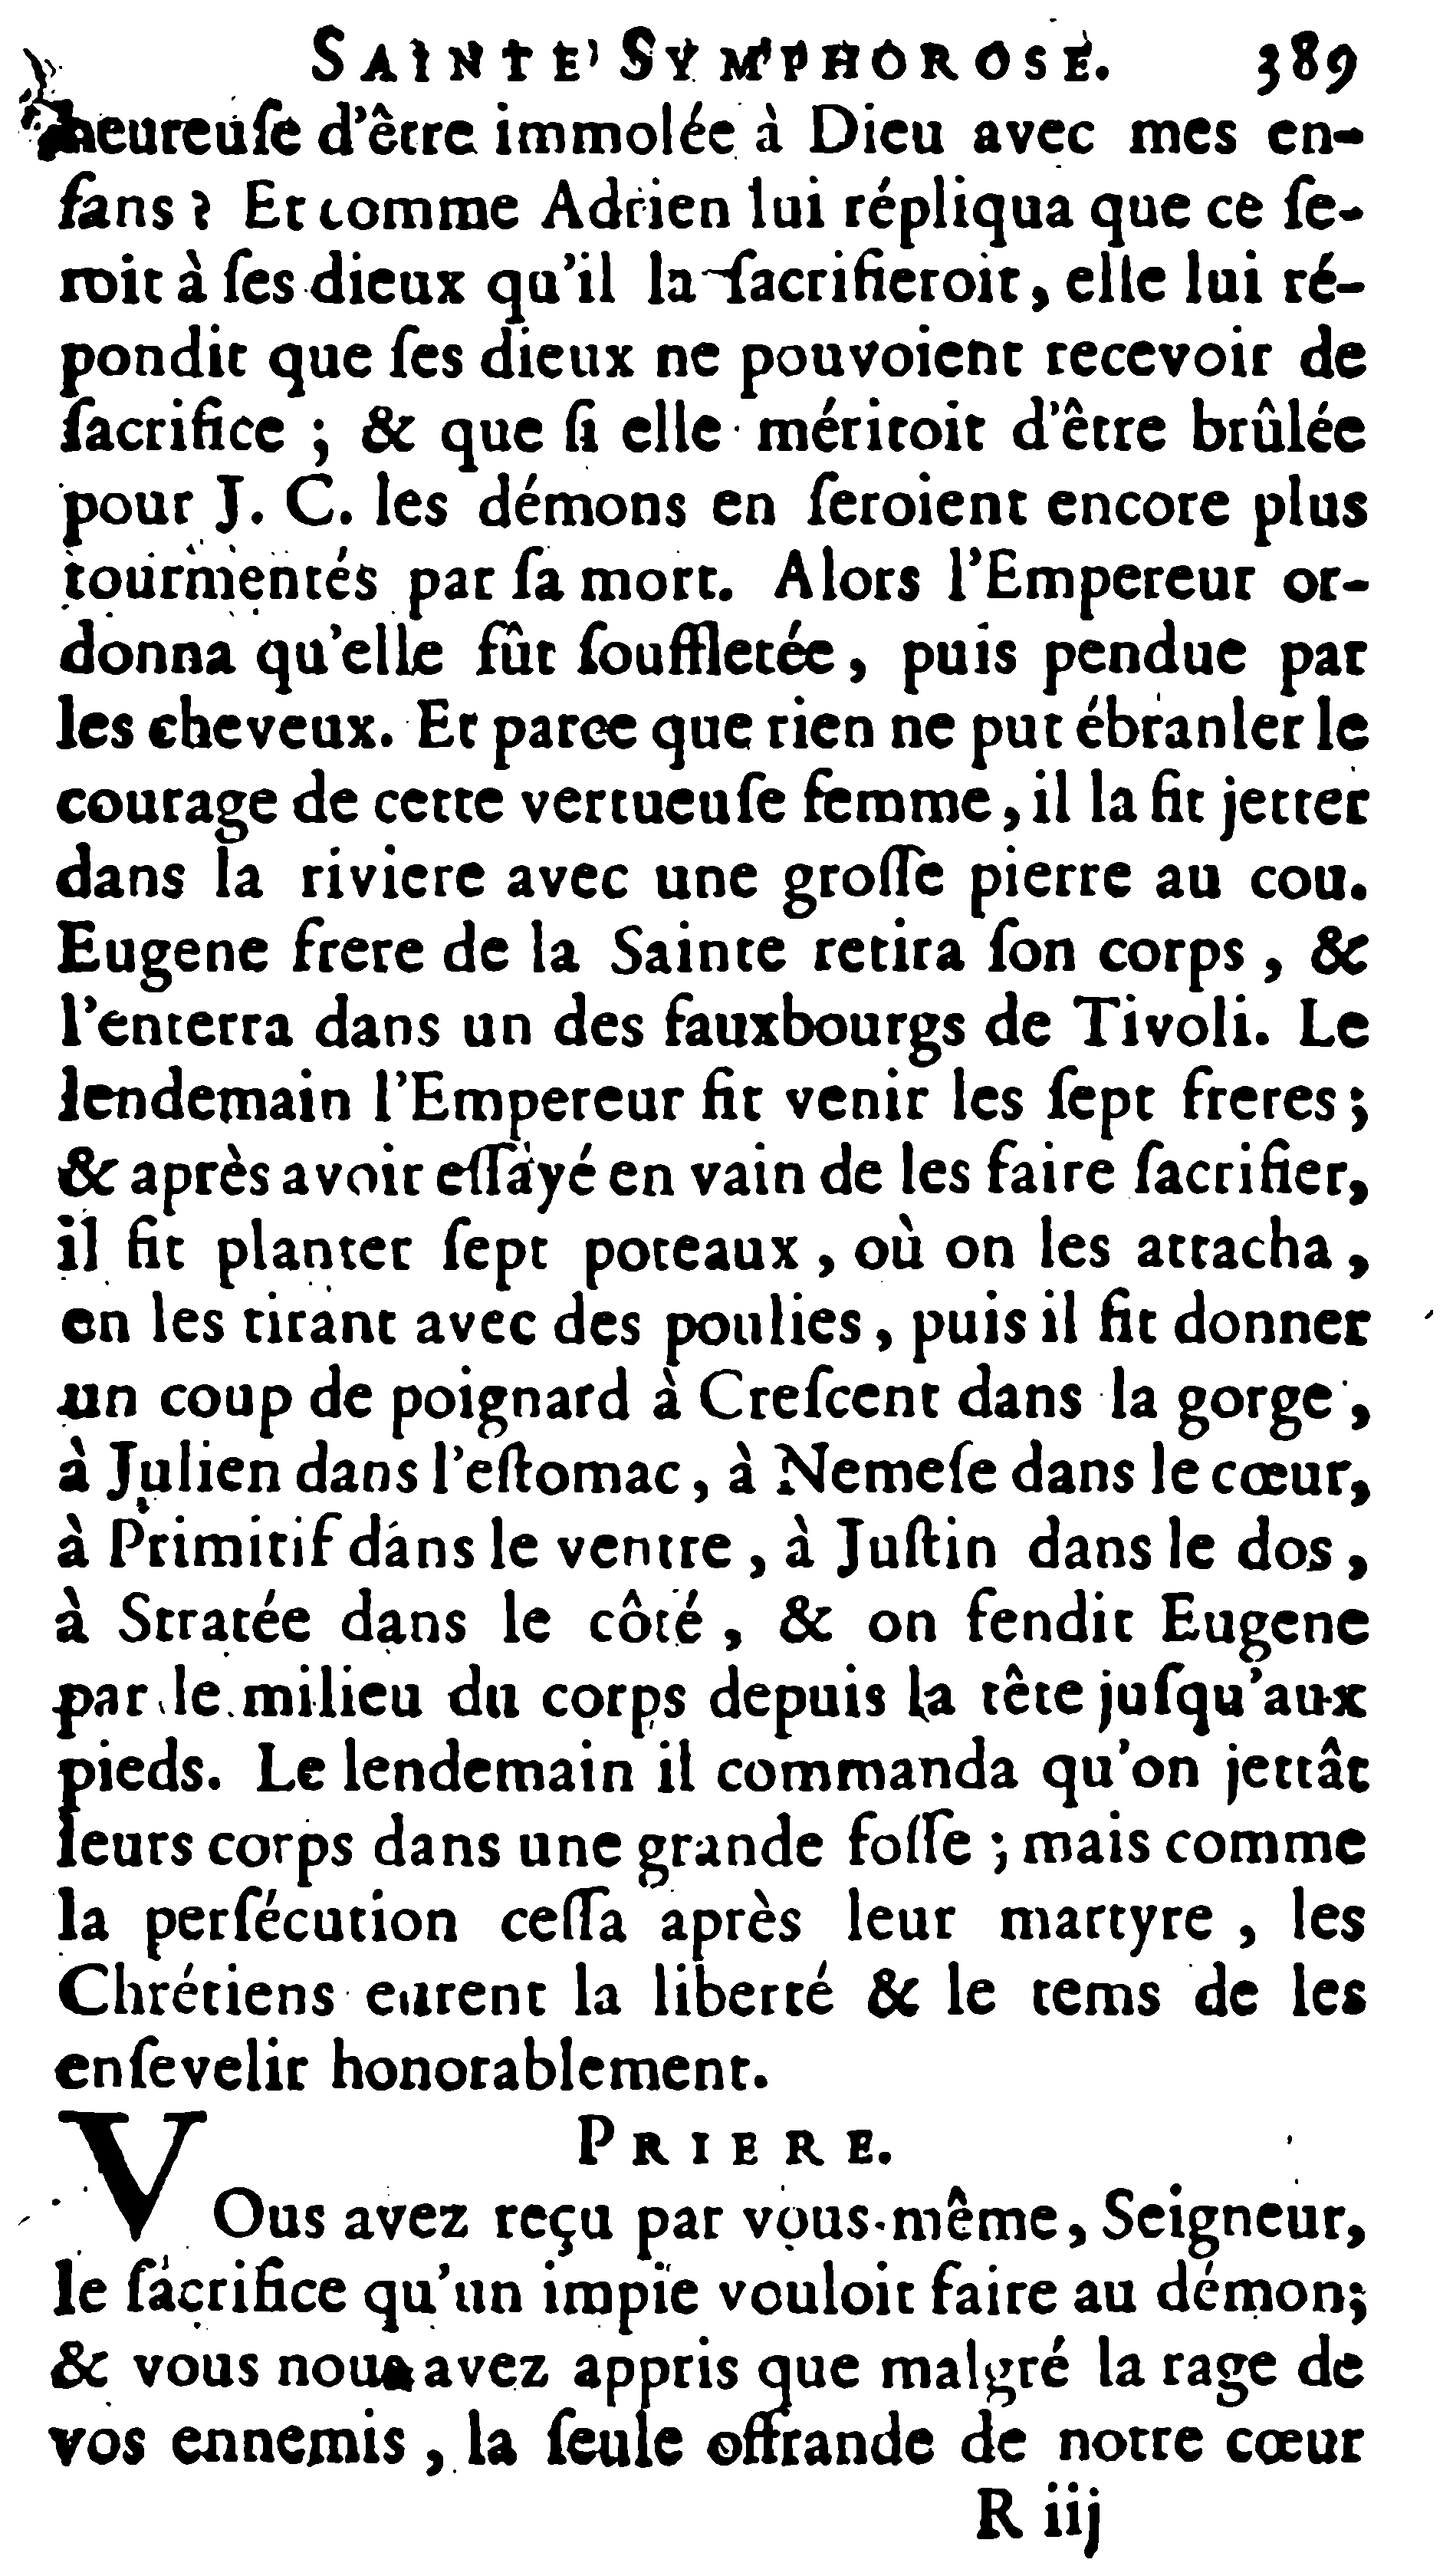 SAINTE SYMPHOROSE. 389
heureuſe d'être immolée à Dieu avec mes en-
fans ? Et comme Adrien lui répliqua que ce ſe-
roit à ſes dieux qu'il la ſacrifieroit, elle lui ré-
pondit que ſes dieux ne pouvoient recevoir de
ſacrifice ; & que ſi elle méritoit d'être brûlée
pour J. C. les démons en ſeroient encore plus
tourmentés par ſa mort. Alors l'Empereur or-
donna qu'elle fût ſouffletée, puis pendue par
les cheveux. Et parce que rien ne put ébranler le
courage de cette vertueuſe femme, il la fit jetter
dans la riviere avec une groſſe pierre au cou.
Eugene frere de la Sainte retira ſon corps, &
l'enterra dans un des fauxbourgs de Tivoli. Le
lendemain l'Empereur fit venir les ſept freres ;
& après avoir eſſayé en vain de les faire ſacrifier,
il fit planter ſept poteaux, où on les attacha,
en les tirant avec des poulies, puis il fit donner
un coup de poignard à Creſcent dans la gorge,
à Julien dans l'eſtomac, à Nemeſe dans le cœur,
à Primitif dans le ventre, à Juſtin dans le dos,
à Stratée dans le côté, & on fendit Eugene
par le milieu du corps depuis la tête juſqu'aux
pieds. Le lendemain il commanda qu'on jettât
leurs corps dans une grande foſſe ; mais comme
la perſécution ceſſa après leur martyre, les
Chrétiens eurent la liberté & le tems de les
enſevelir honorablement.
PRIERE.
VOus avez reçu par vous-même, Seigneur,
le ſacrifice qu'un impie vouloit faire au démon;
& vous nous avez appris que malgré la rage de
vos ennemis, la ſeule offrande de notre cœur
R iij